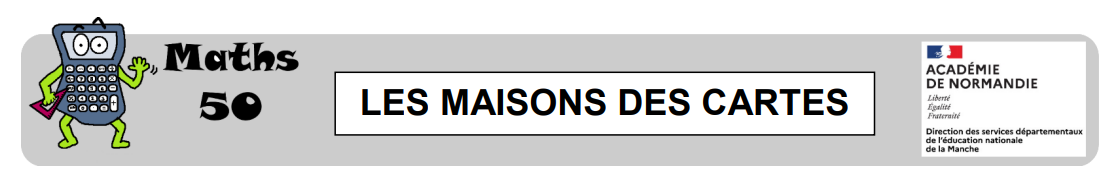 Maths
50
LES MAISONS DES CARTES
ACADÉMIE
DE NORMANDIE
Liberté
Égalité
Fraternité
Direction des services départementaux
de l'éducation nationale
de la Manche